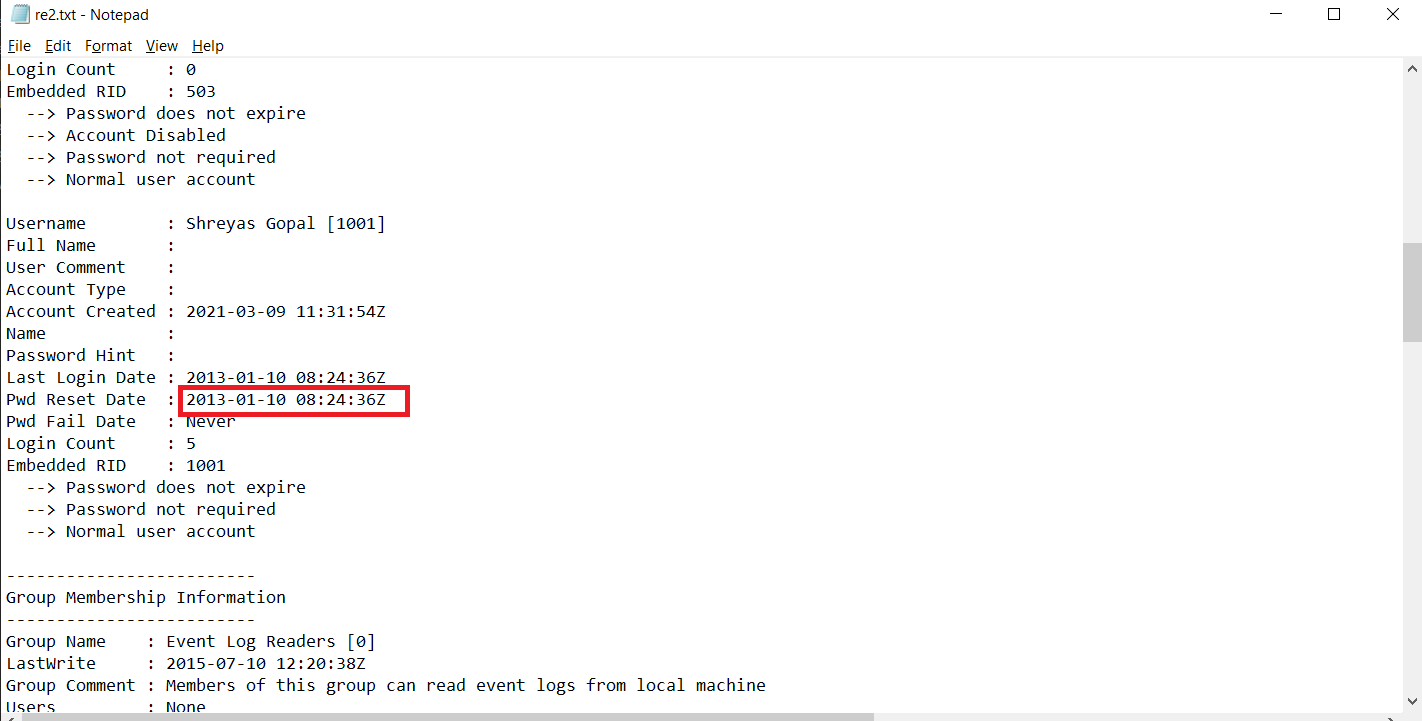 re2.txt - Notepad
File Edit Format View Help
Login Count     : 0
Embedded RID    : 503
  --> Password does not expire
  --> Account Disabled
  --> Password not required
  --> Normal user account

Username        : Shreyas Gopal [1001]
Full Name       :
User Comment    :
Account Type    :
Account Created : 2021-03-09 11:31:54Z
Name            :
Password Hint   :
Last Login Date : 2013-01-10 08:24:36Z
Pwd Reset Date  : 2013-01-10 08:24:36Z
Pwd Fail Date   : Never
Login Count     : 5
Embedded RID    : 1001
  --> Password does not expire
  --> Password not required
  --> Normal user account

-------------------------
Group Membership Information
-------------------------
Group Name    : Event Log Readers [0]
LastWrite     : 2015-07-10 12:20:38Z
Group Comment : Members of this group can read event logs from local machine
Users         : None